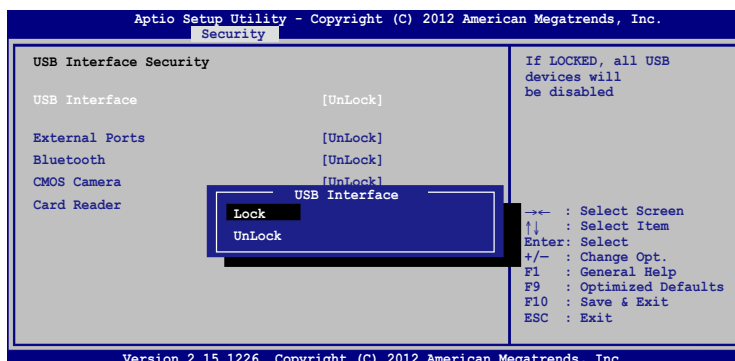 Aptio Setup Utility - Copyright (C) 2012 American Megatrends, Inc.
Security
USB Interface Security
USB Interface [UnLock]
External Ports [UnLock]
Bluetooth [UnLock]
CMOS Camera [UnLock]
Card Reader
USB Interface
Lock
UnLock
If LOCKED, all USB
devices will
be disabled
→← : Select Screen
↑↓ : Select Item
Enter: Select
+/— : Change Opt.
F1 : General Help
F9 : Optimized Defaults
F10 : Save & Exit
ESC : Exit
Version 2.15.1226. Copyright (C) 2012 American Megatrends, Inc.